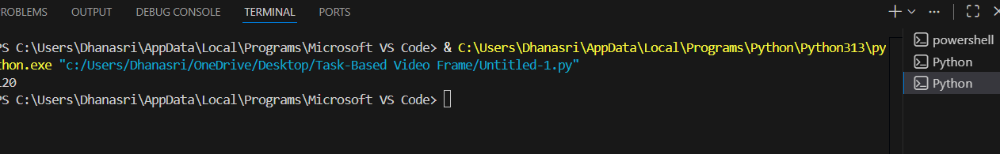 ROBLEMS OUTPUT DEBUG CONSOLE TERMINAL PORTS
PS C:\Users\Dhanasri\AppData\Local\Programs\Microsoft VS Code> & C:\Users\Dhanasri\AppData\Local\Programs\Python\Python313\py
thon.exe "c:/Users/Dhanasri/OneDrive/Desktop/Task-Based Video Frame/Untitled-1.py"
120
PS C:\Users\Dhanasri\AppData\Local\Programs\Microsoft VS Code>
powershell
Python
Python